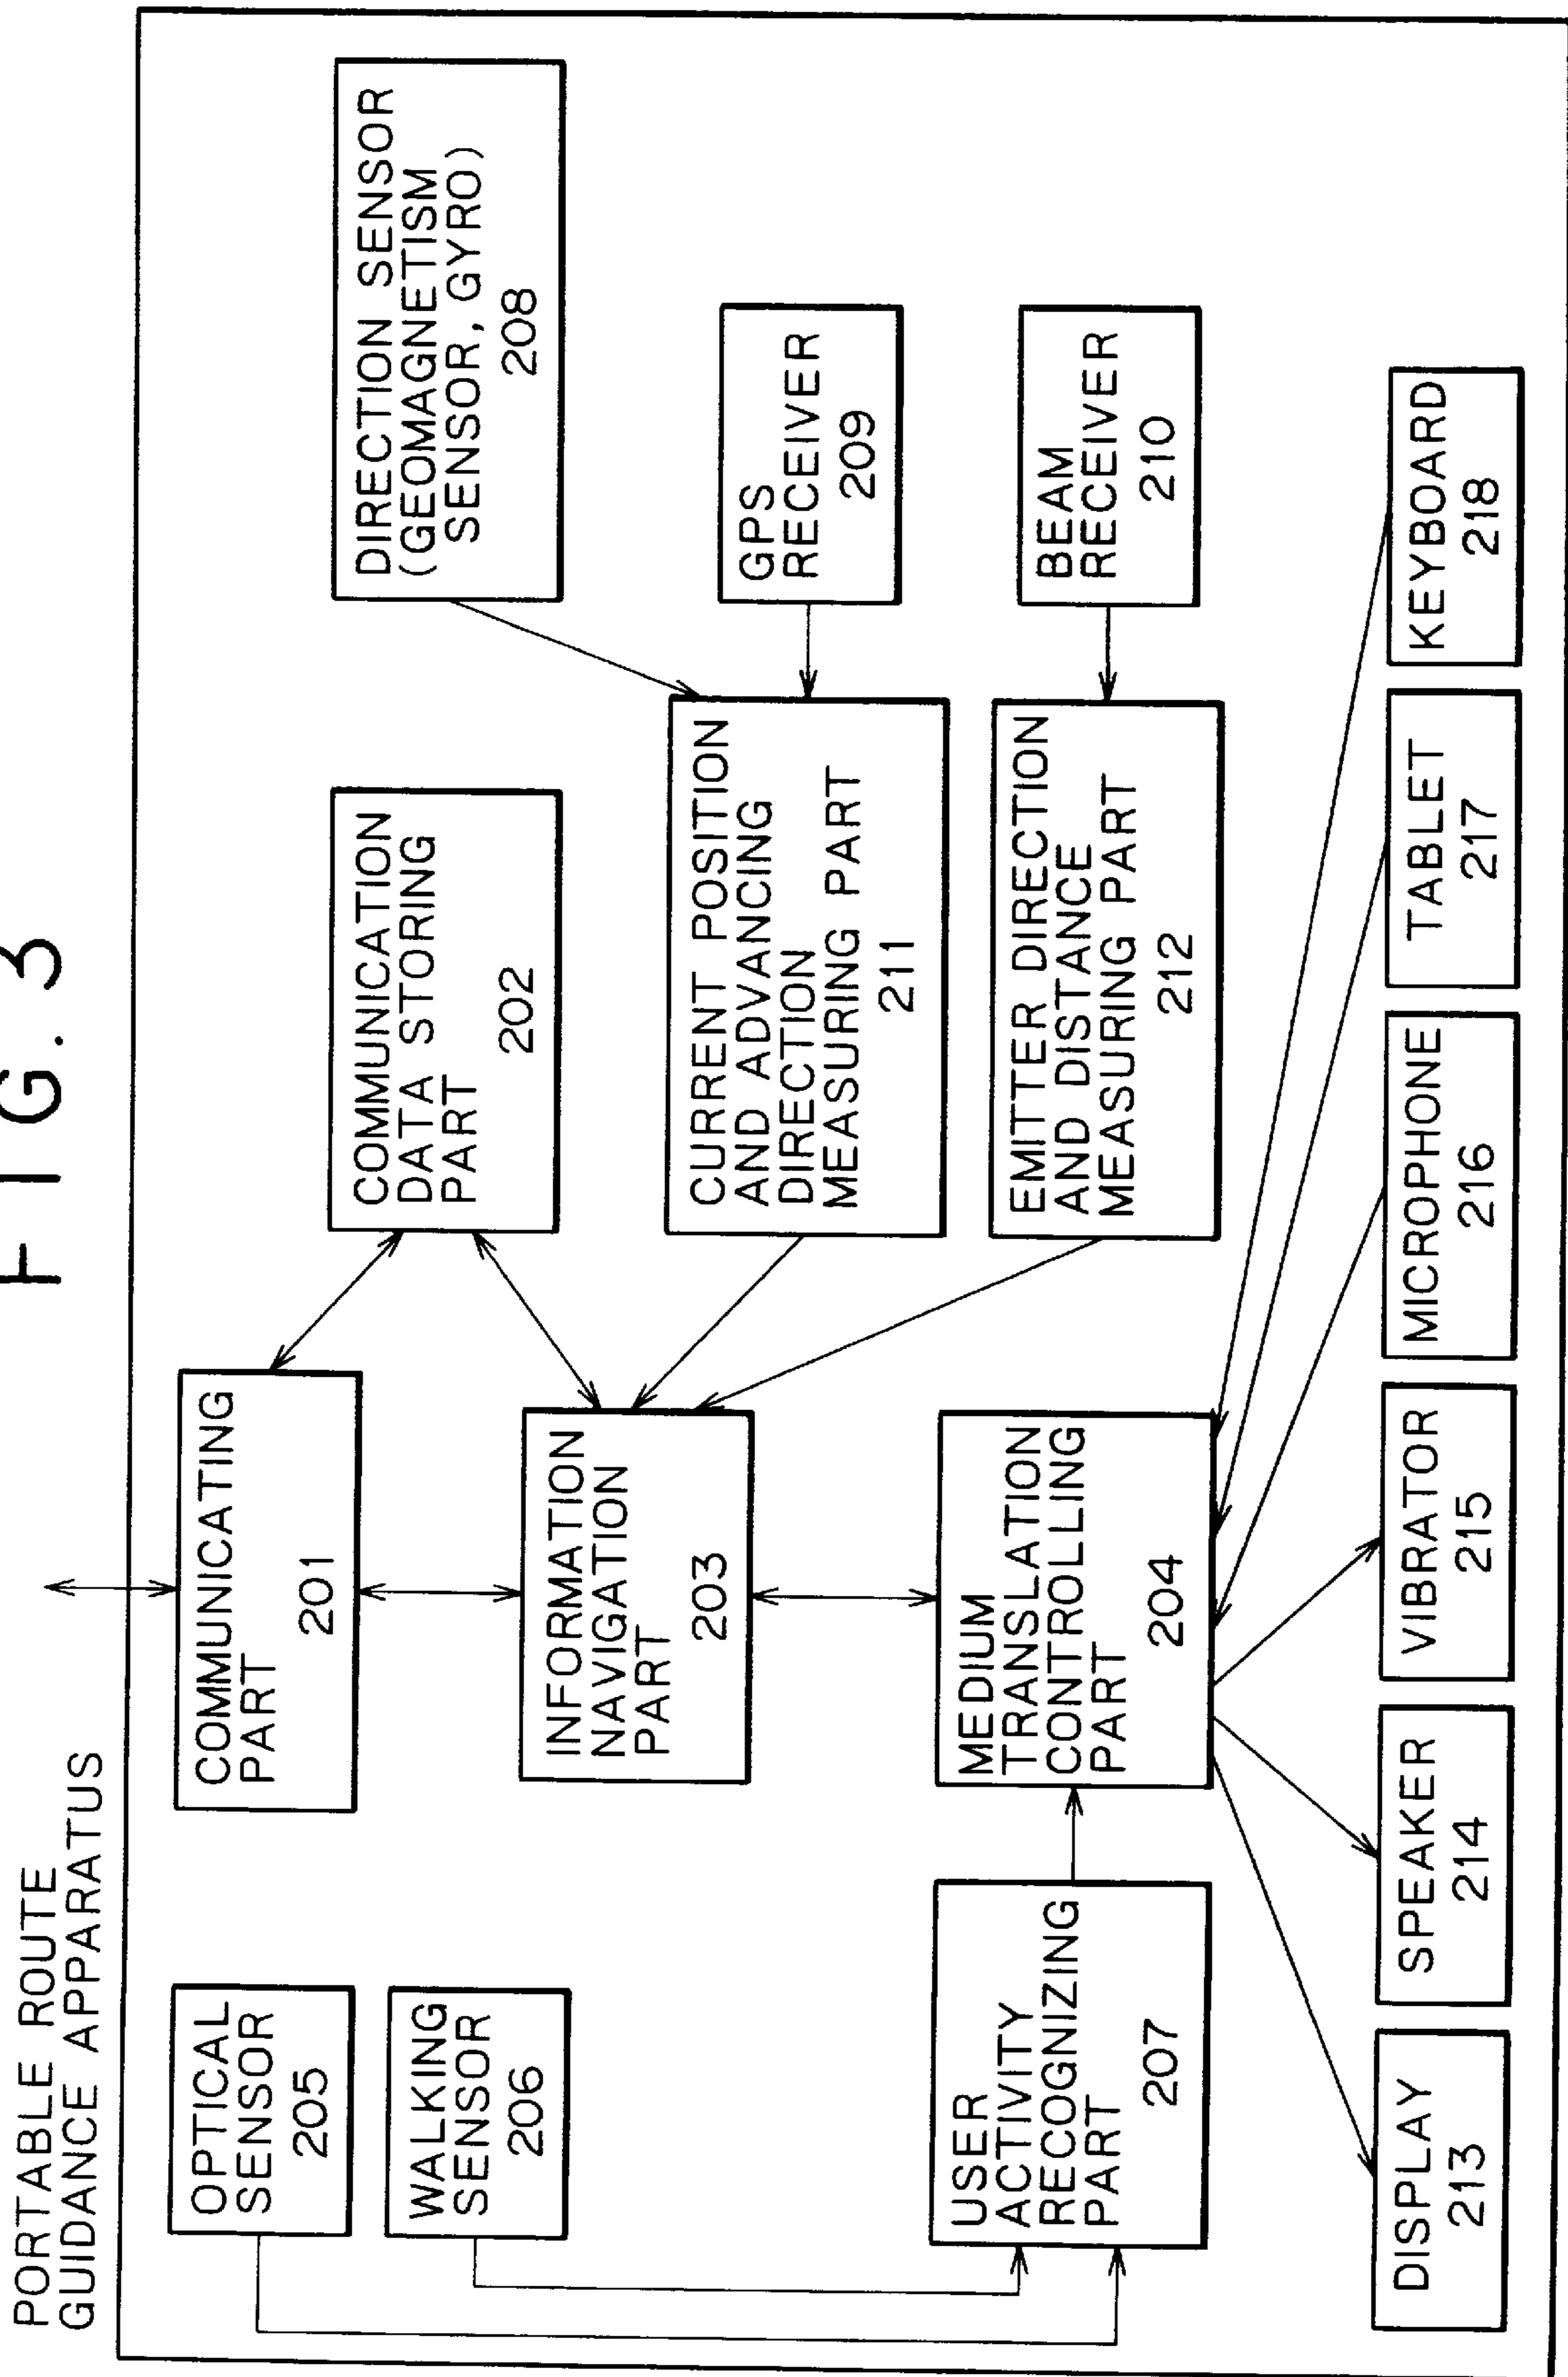 FIG. 3
PORTABLE ROUTE
GUIDANCE APPARATUS
OPTICAL
SENSOR
205
WALKING
SENSOR
206
COMMUNICATING
PART
201
COMMUNICATION
DATA STORING
PART
202
DIRECTION SENSOR
(GEOMAGNETISM
SENSOR, GYRO)
208
INFORMATION
NAVIGATION
PART
203
CURRENT POSITION
AND ADVANCING
DIRECTION
MEASURING PART
211
GPS
RECEIVER
209
USER
ACTIVITY
RECOGNIZING
PART
207
MEDIUM
TRANSLATION
CONTROLLING
PART
204
EMITTER DIRECTION
AND DISTANCE
MEASURING PART
212
BEAM
RECEIVER
210
DISPLAY
213
SPEAKER
214
VIBRATOR
215
MICROPHONE
216
TABLET
217
KEYBOARD
218